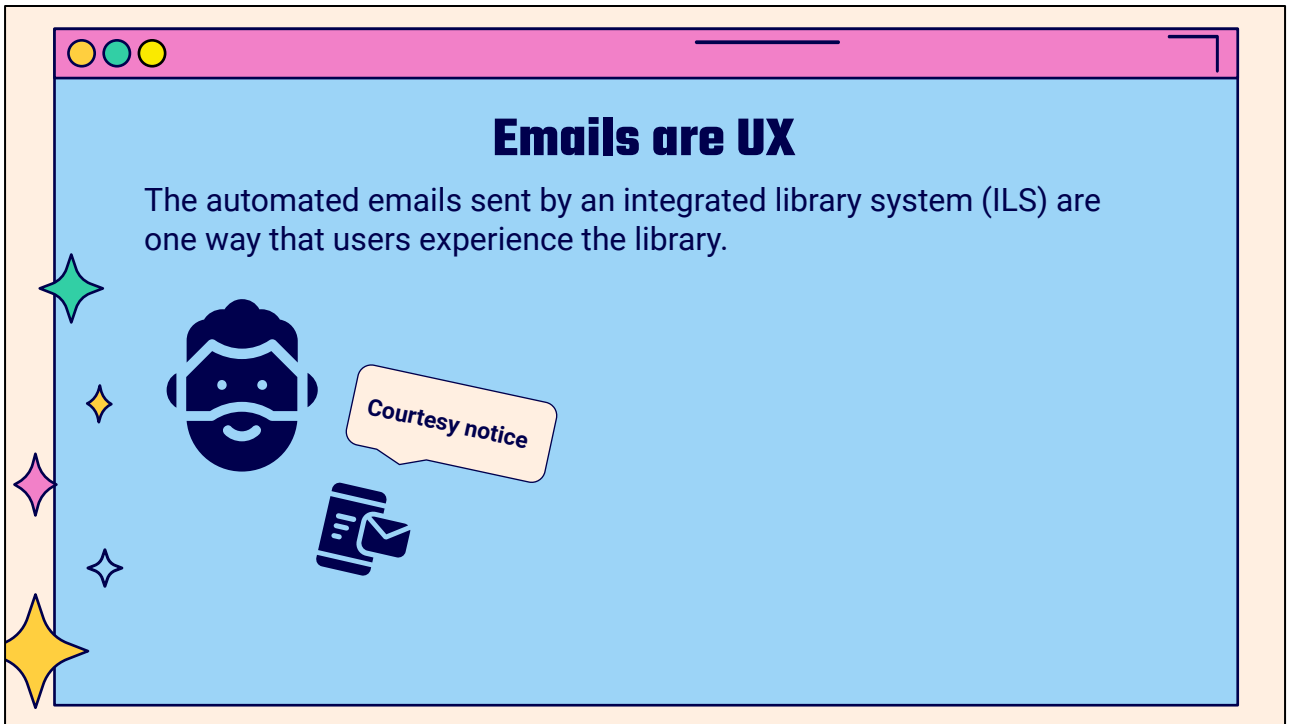 Emails are UX
The automated emails sent by an integrated library system (ILS) are
one way that users experience the library.
Courtesy notice